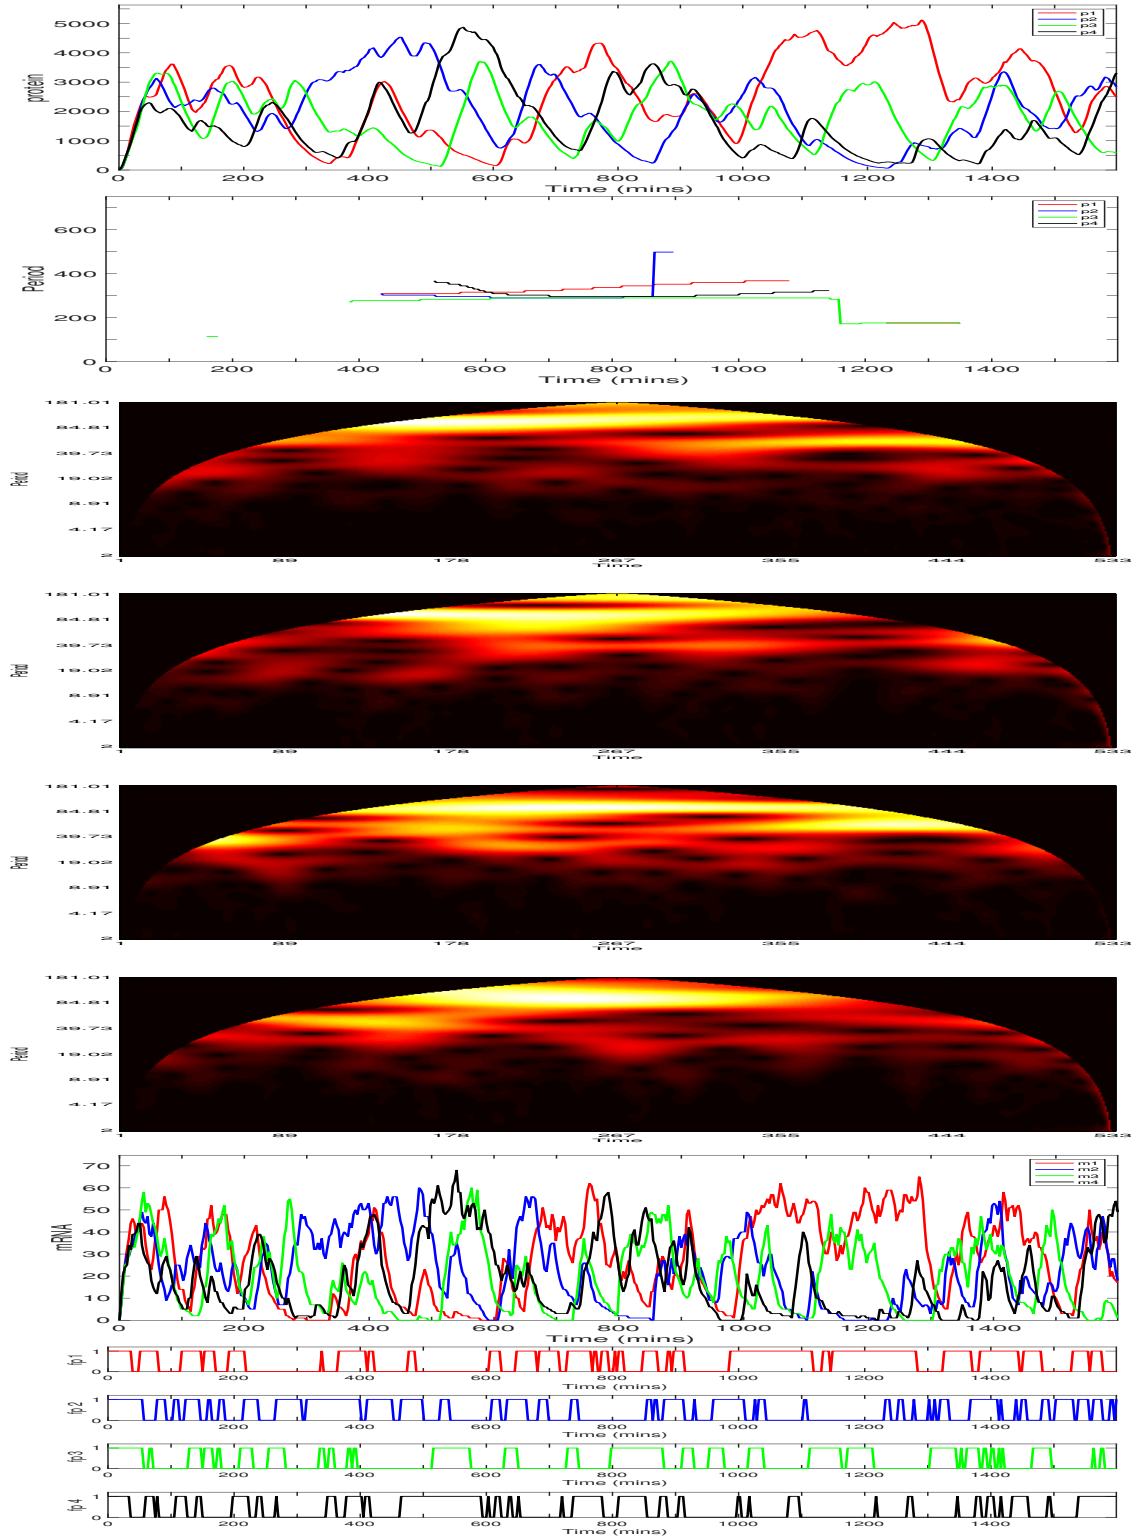 5000
4000
3000
2000
1000
0
protein
p1
p2
p3
p4
0 200 400 600 800 1000 1200 1400
Time (mins)
600
400
200
0
Period
p1
p2
p3
p4
0 200 400 600 800 1000 1200 1400
Time (mins)
181.01
84.81
39.73
19.02
8.91
4.17
2
Period
1 89 178 267 355 444 533
Time
181.01
84.81
39.73
19.02
8.91
4.17
2
Period
1 89 178 267 355 444 533
Time
181.01
84.81
39.73
19.02
8.91
4.17
2
Period
1 89 178 267 355 444 533
Time
181.01
84.81
39.73
19.02
8.91
4.17
2
Period
1 89 178 267 355 444 533
Time
70
60
50
40
30
20
10
0
mRNA
m1
m2
m3
m4
0 200 400 600 800 1000 1200 1400
Time (mins)
1
0
fp1
0 200 400 600 800 1000 1200 1400
Time (mins)
1
0
fp2
0 200 400 600 800 1000 1200 1400
Time (mins)
1
0
fp3
0 200 400 600 800 1000 1200 1400
Time (mins)
1
0
fp4
0 200 400 600 800 1000 1200 1400
Time (mins)